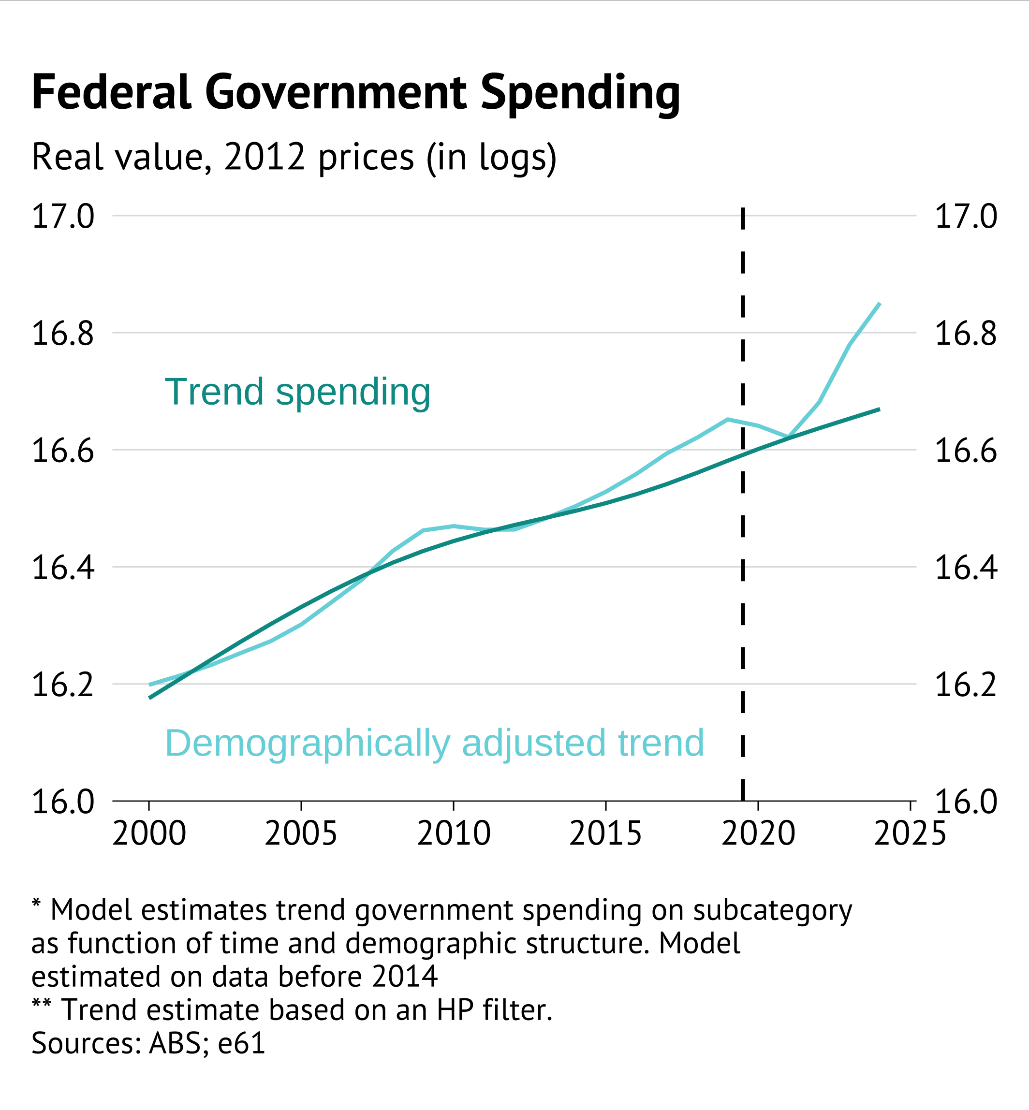 Federal Government Spending
Real value, 2012 prices (in logs)
17.0 17.0
16.8 16.8
Trend spending
16.6 16.6
16.4 16.4
16.2 16.2
Demographically adjusted trend
16.0 16.0
2000 2005 2010 2015 2020 2025
* Model estimates trend government spending on subcategory
as function of time and demographic structure. Model
estimated on data before 2014
** Trend estimate based on an HP filter.
Sources: ABS; e61